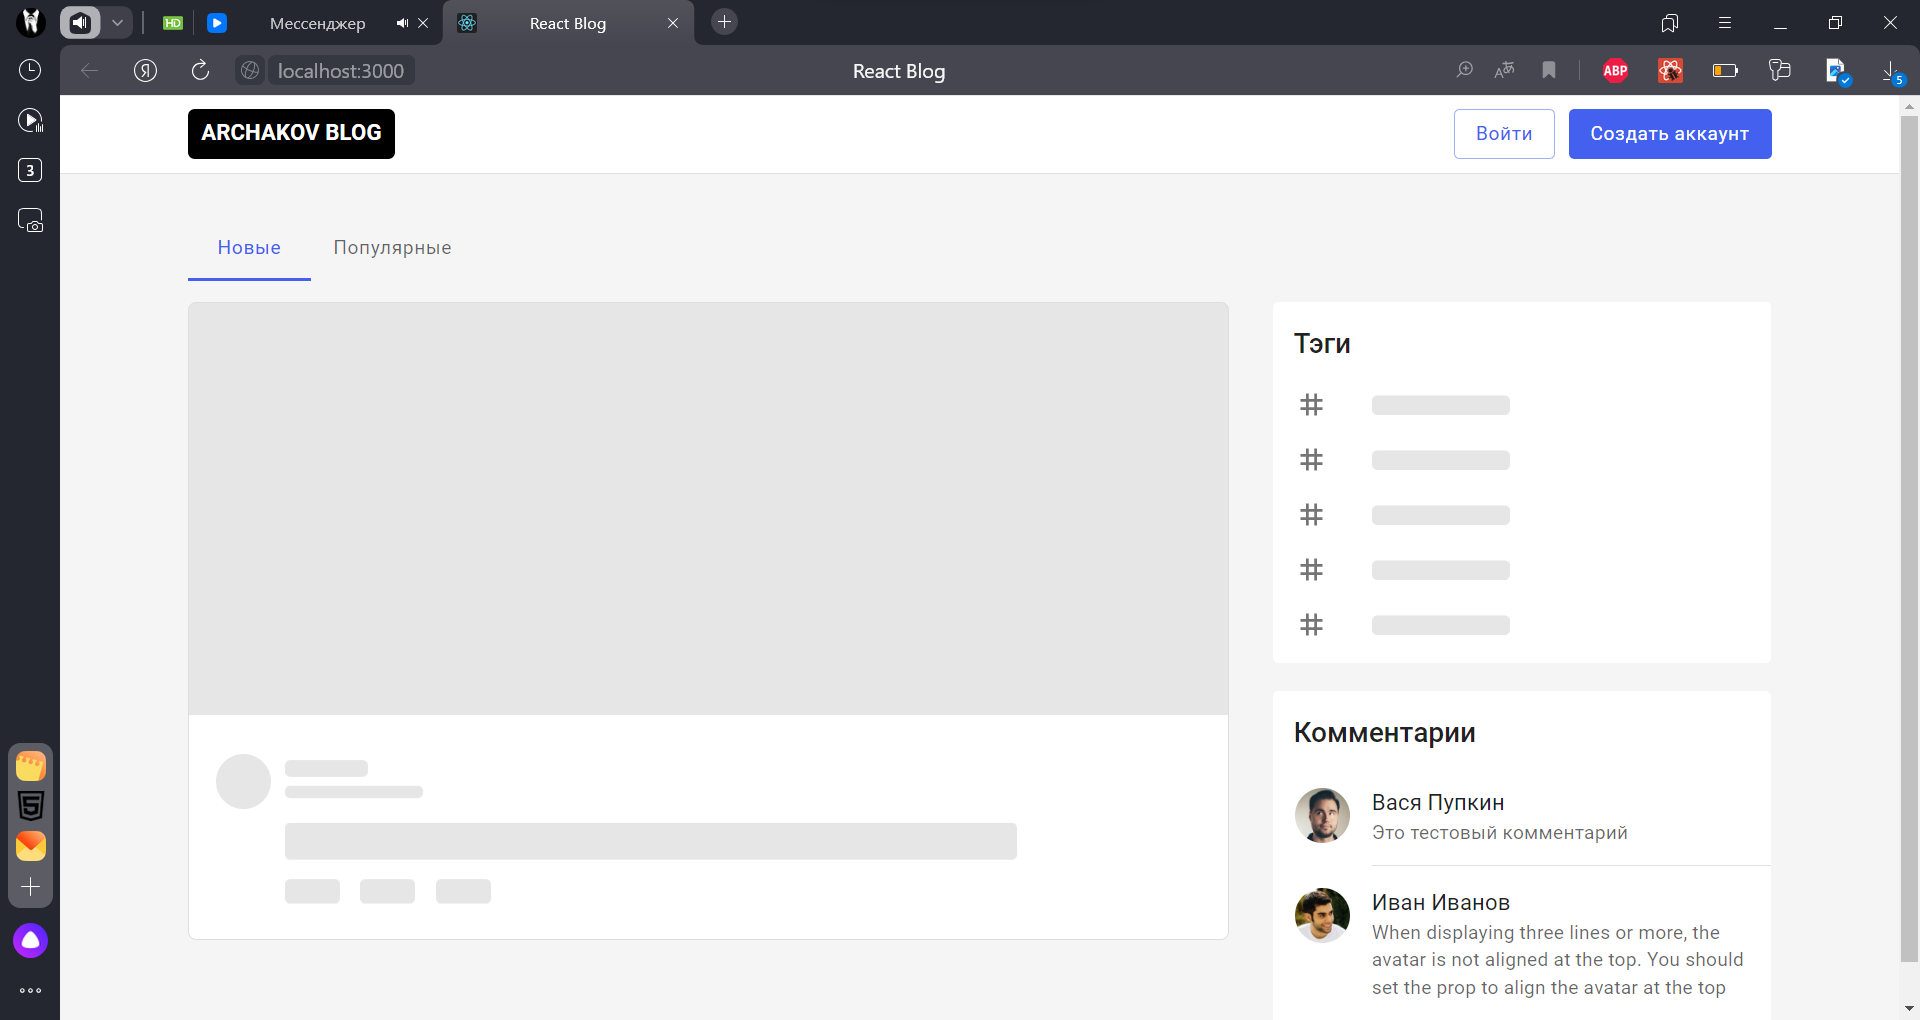 HD
Мессенджер
React Blog
localhost:3000
React Blog
ABP
5
3
ARCHAKOV BLOG
Войти
Создать аккаунт
Новые
Популярные
Тэги
#
#
#
#
#
Комментарии
Вася Пупкин
Это тестовый комментарий
Иван Иванов
When displaying three lines or more, the
avatar is not aligned at the top. You should
set the prop to align the avatar at the top